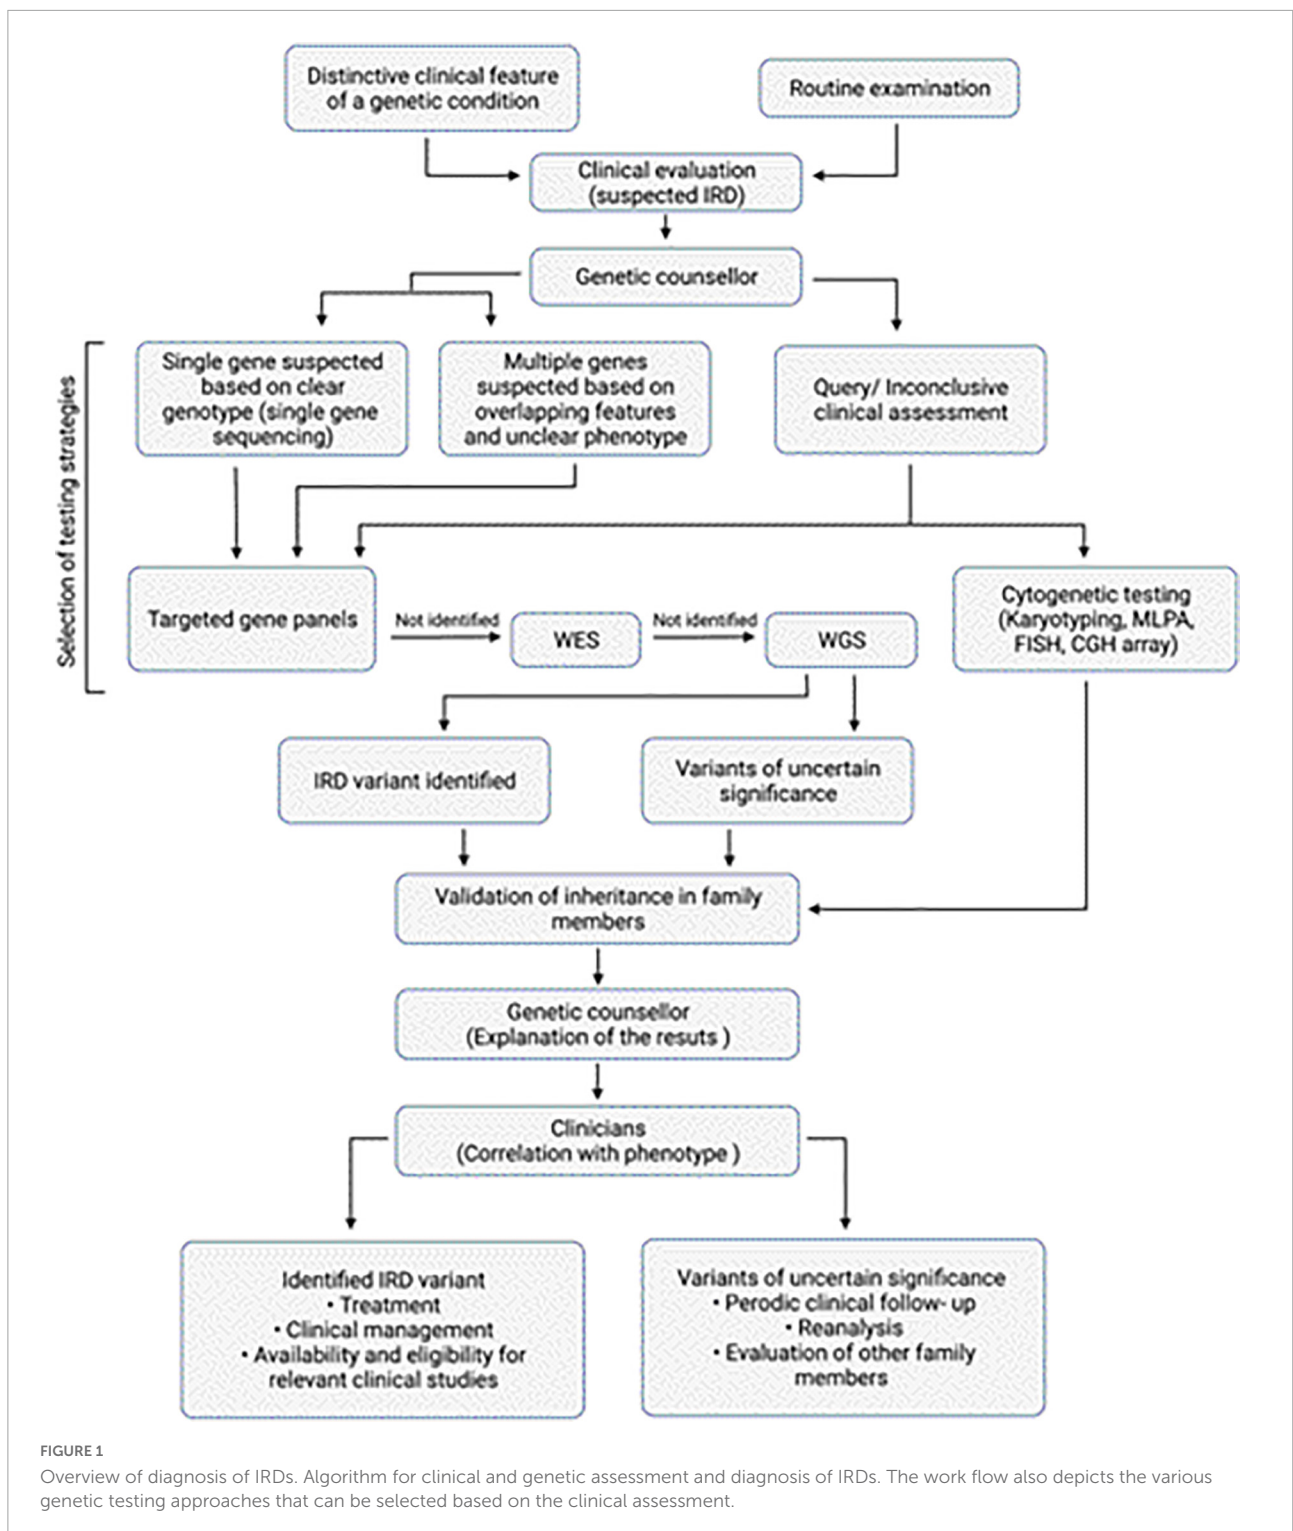 Distinctive clinical feature
of a genetic condition
Routine examination
Clinical evaluation
(suspected IRD)
Genetic counsellor
Selection of testing strategies
Single gene suspected
based on clear
genotype (single gene
sequencing)
Multiple genes
suspected based on
overlapping features
and unclear phenotype
Query/ Inconclusive
clinical assessment
Targeted gene panels
Not identified
WES
Not identified
WGS
Cytogenetic testing
(Karyotyping, MLPA,
FISH, CGH array)
IRD variant identified
Variants of uncertain
significance
Validation of inheritance in family
members
Genetic counsellor
(Explanation of the resuts )
Clinicians
(Correlation with phenotype )
Identified IRD variant
• Treatment
• Clinical management
• Availability and eligibility for
relevant clinical studies
Variants of uncertain significance
• Perodic clinical follow- up
• Reanalysis
• Evaluation of other family
members
FIGURE 1
Overview of diagnosis of IRDs. Algorithm for clinical and genetic assessment and diagnosis of IRDs. The work flow also depicts the various
genetic testing approaches that can be selected based on the clinical assessment.